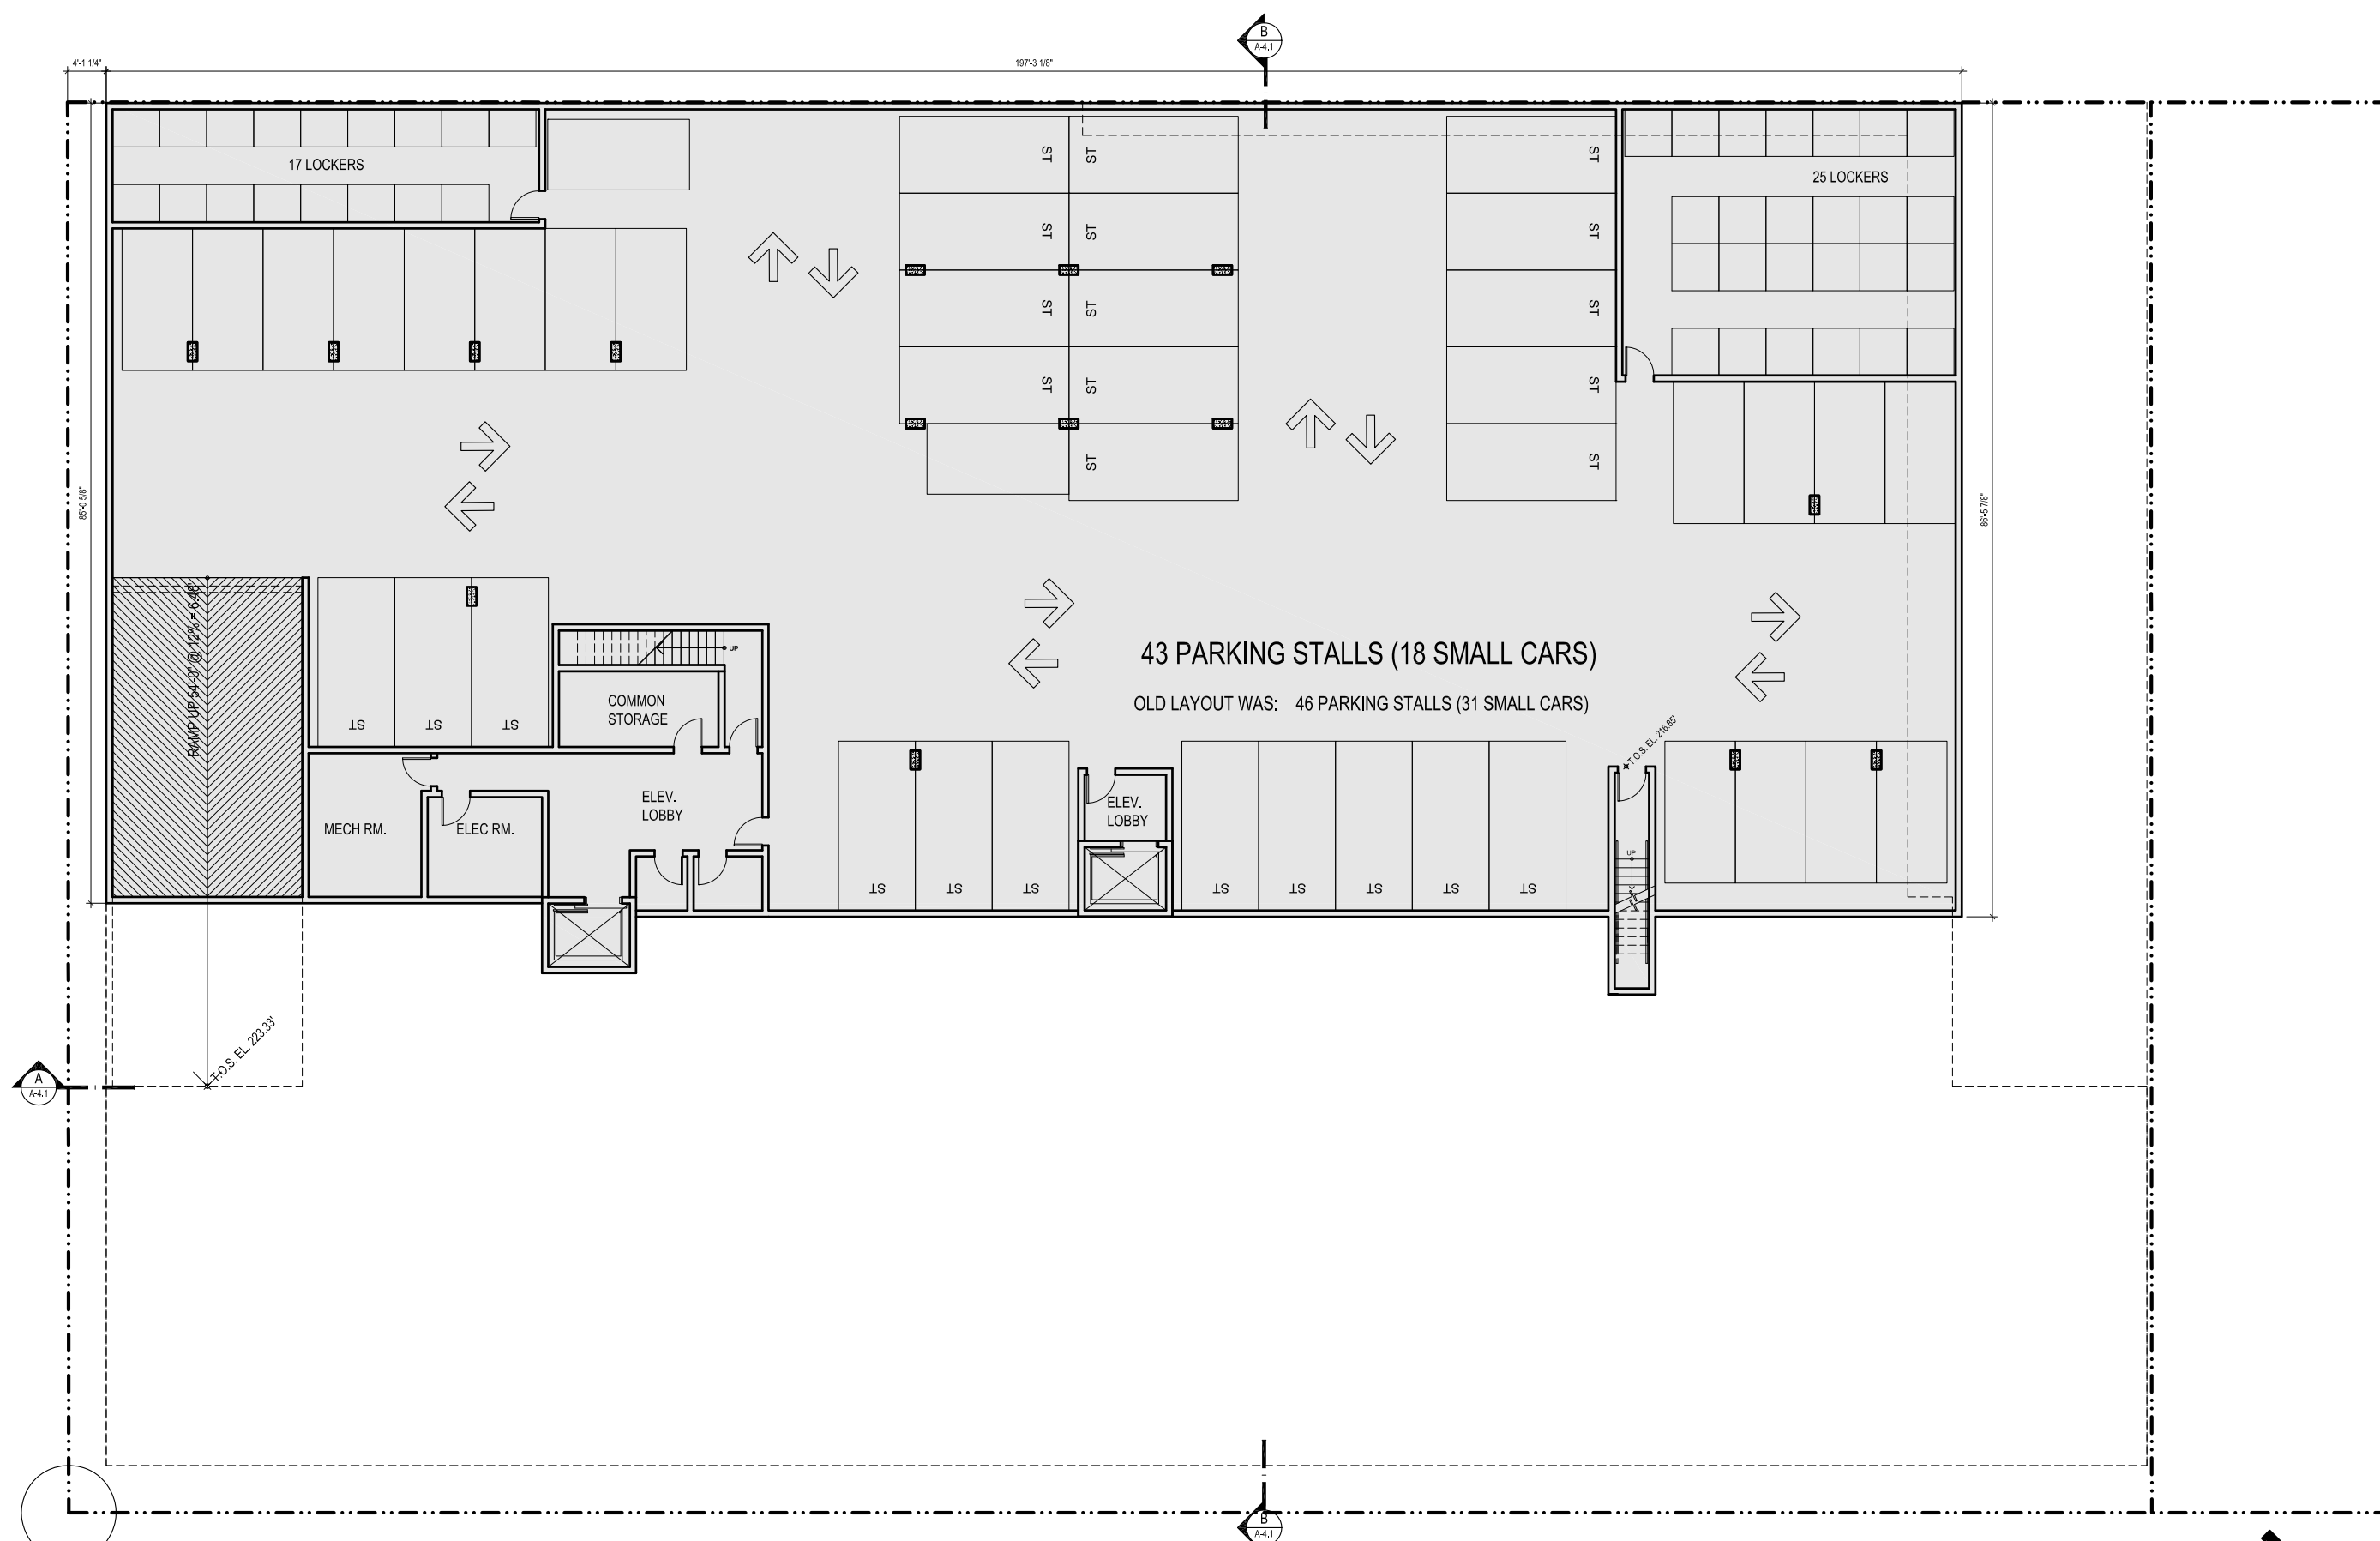 B
A-4.1
4'-1 1/4"
197'-3 1/8"
17 LOCKERS
25 LOCKERS
ST
ST
ST
ST
ST
ST
ST
ST
ST
ST
ST
ST
ST
ST
85'-0 5/8"
86'-5 7/8"
RAMP UP 54'-0" @ 12% = 6.48'
UP
43 PARKING STALLS (18 SMALL CARS)
OLD LAYOUT WAS: 46 PARKING STALLS (31 SMALL CARS)
COMMON
STORAGE
ST
ST
ST
T.O.S. EL. 216.85'
ELEV.
LOBBY
ELEV.
LOBBY
MECH RM.
ELEC RM.
UP
ST
ST
ST
ST
ST
ST
ST
ST
T.O.S. EL. 223.33'
A
A-4.1
B
A-4.1